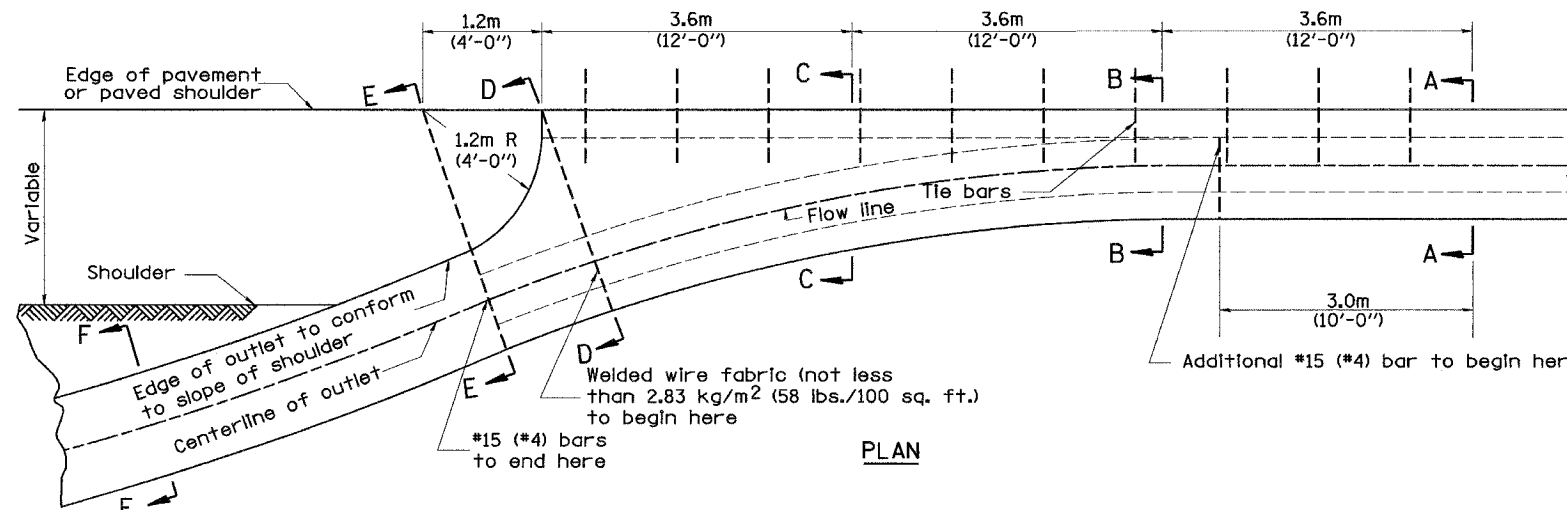 1.2m
(4'-0")
3.6m
(12'-0")
3.6m
(12'-0")
3.6m
(12'-0")
Edge of pavement
or paved shoulder
E
D
C
B
A
1.2m R
(4'-0")
Variable
Tie bars
Flow line
Shoulder
C
B
A
3.0m
(10'-0")
F
Edge of outlet to conform
to slope of shoulder
Centerline of outlet
D
E
Additional #15 (#4) bar to begin her
Welded wire fabric (not less
than 2.83 kg/m2 (58 lbs./100 sq. ft.)
to begin here
#15 (#4) bars
to end here
PLAN
F